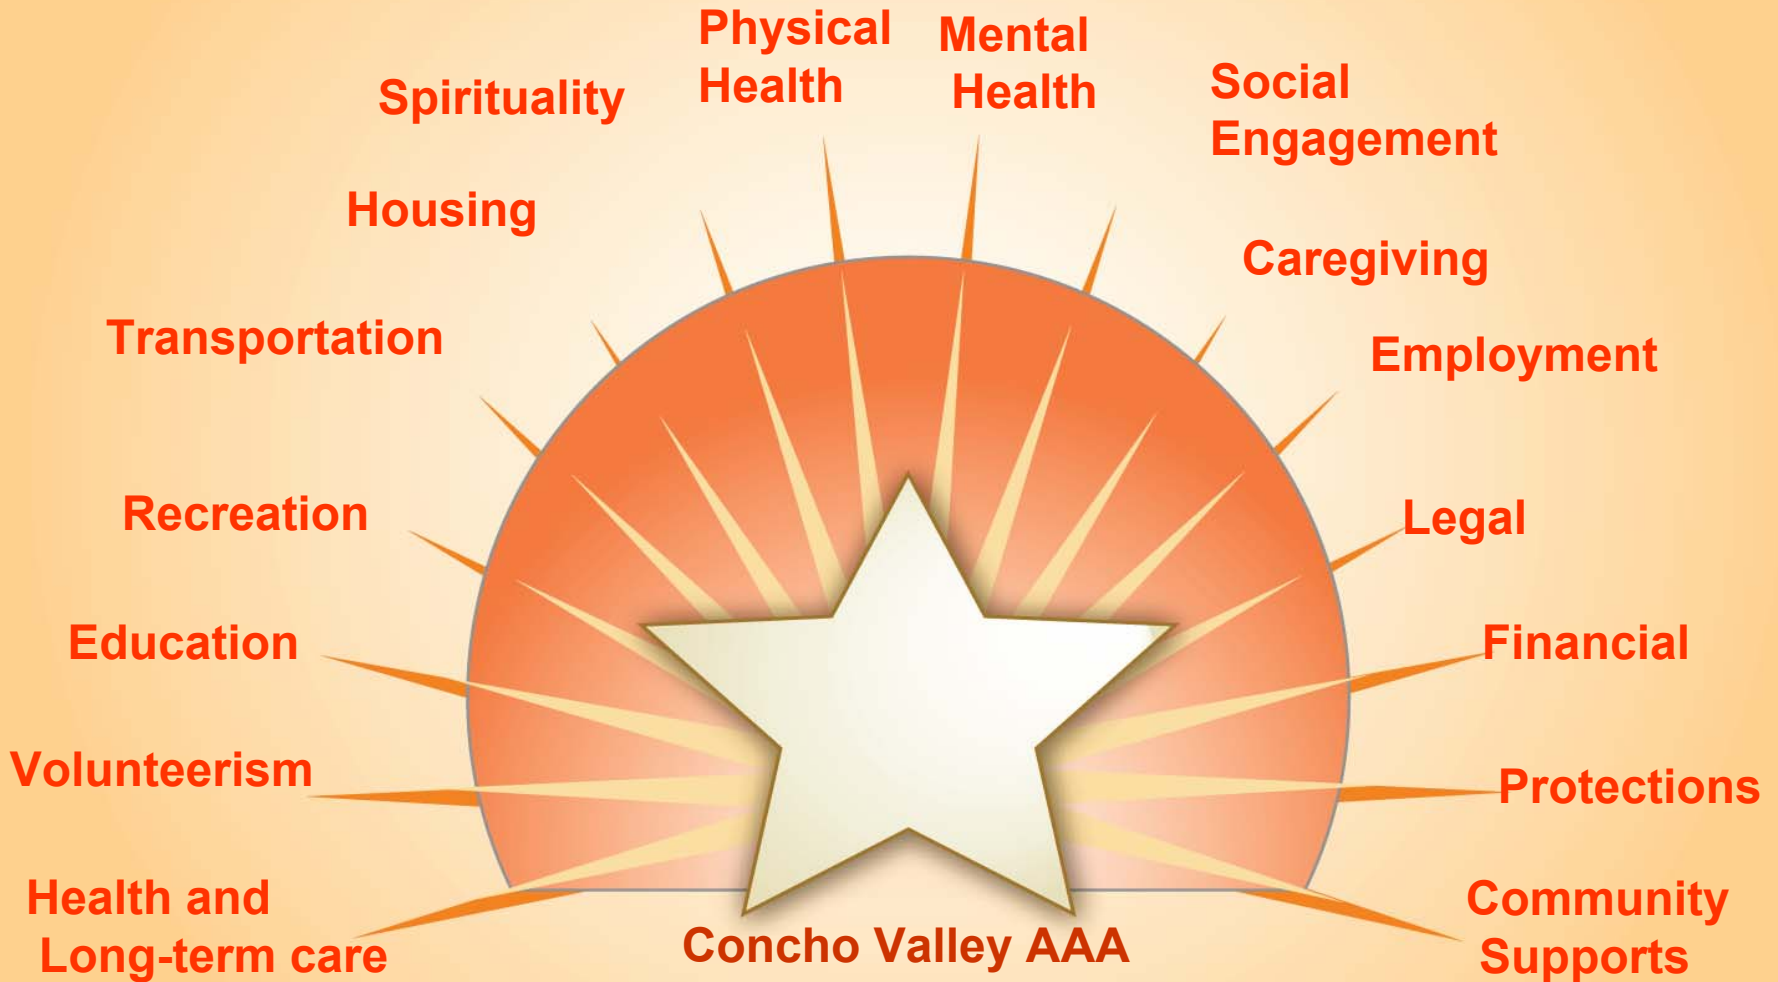 Physical
Health
Mental
Health
Spirituality
Social
Engagement
Housing
Caregiving
Transportation
Employment
Recreation
Legal
Education
Financial
Volunteerism
Protections
Health and
Long-term care
Community
Supports
Concho Valley AAA